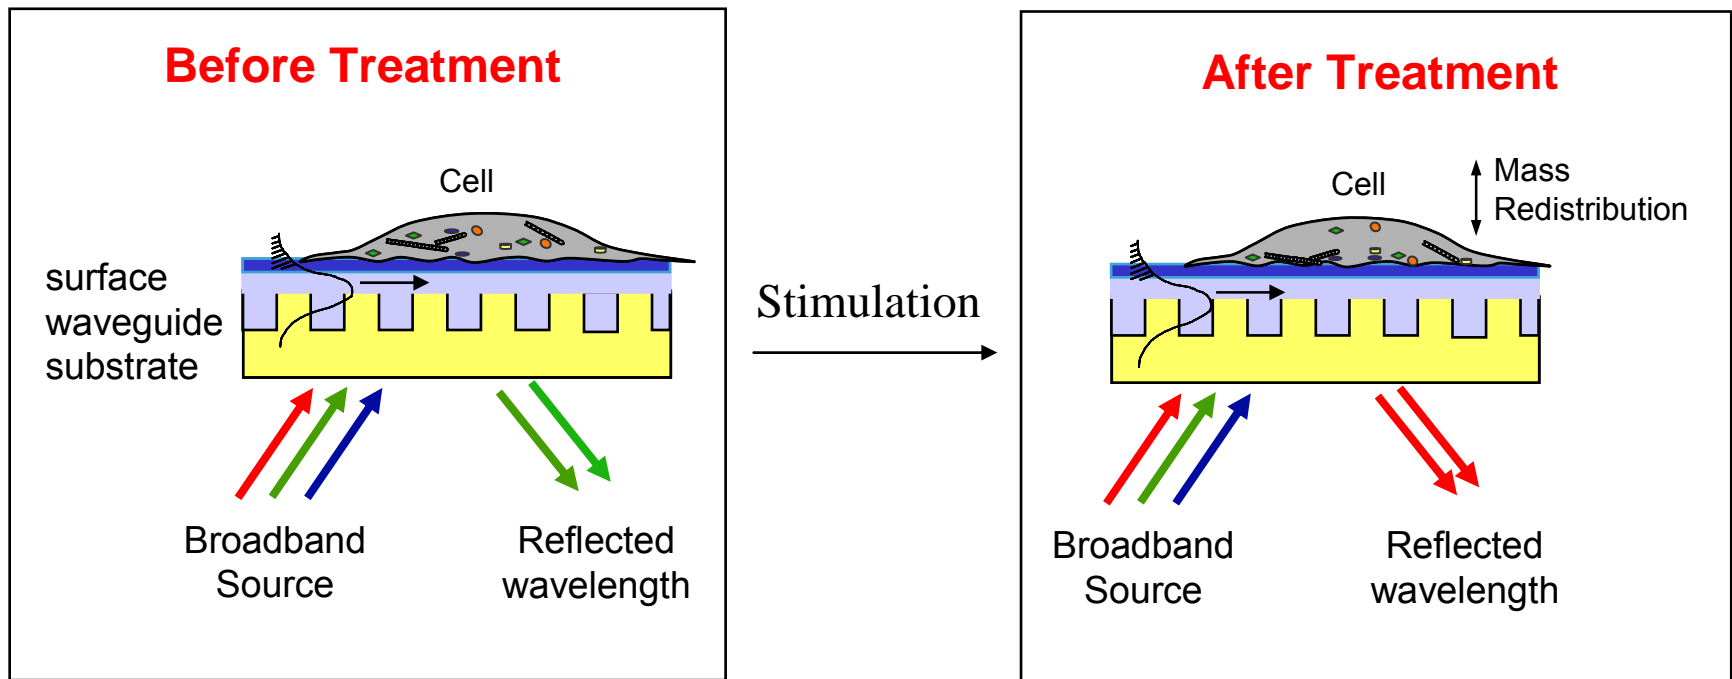 Before Treatment
Cell
surface
waveguide
substrate
Broadband
Source
Reflected
wavelength
Stimulation
After Treatment
Cell
Mass
Redistribution
Broadband
Source
Reflected
wavelength